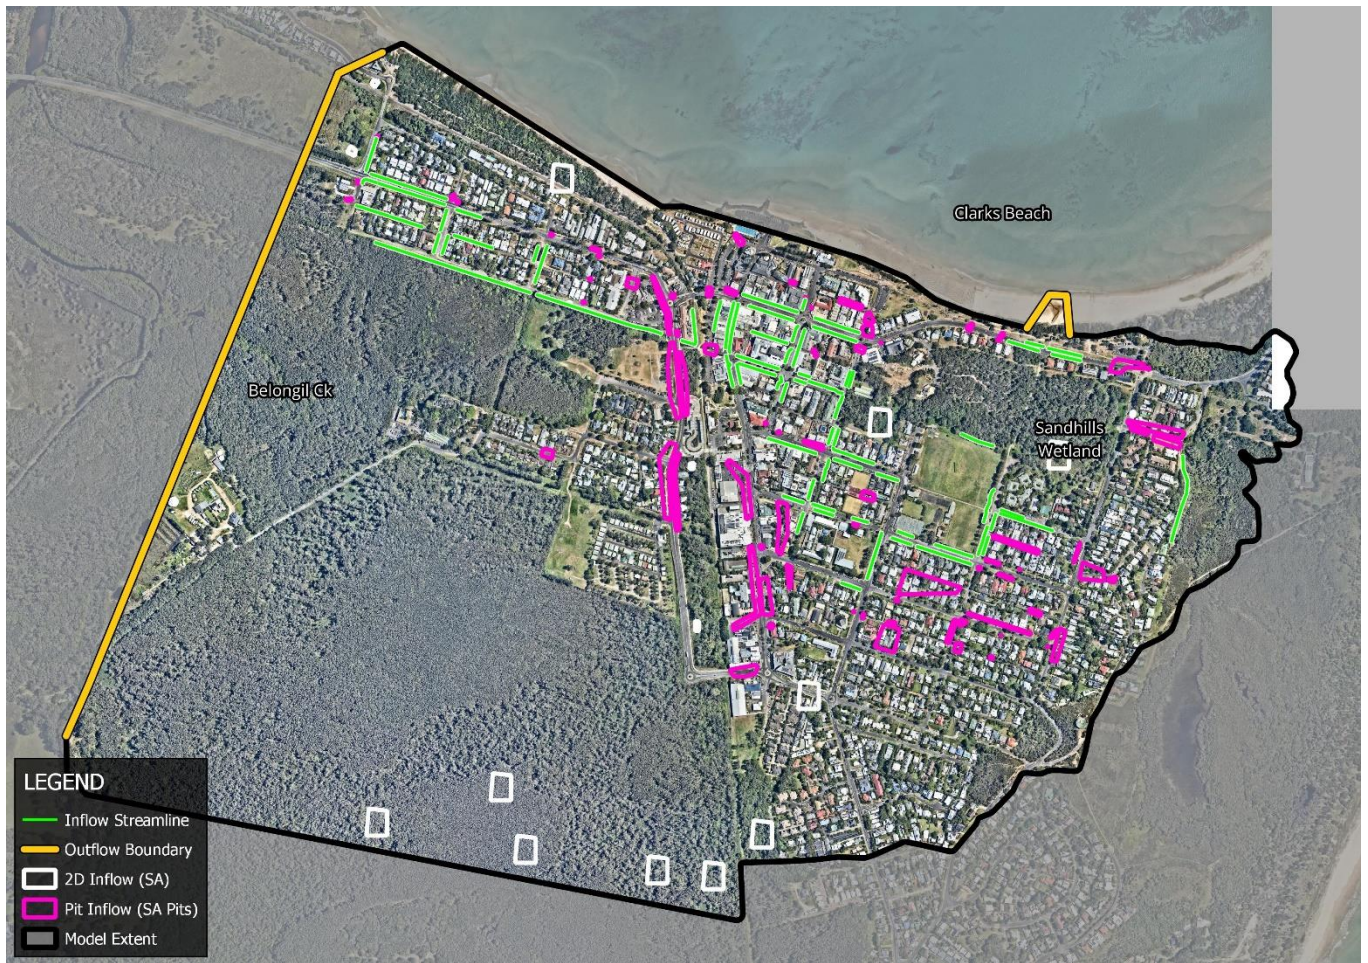 Clarks Beach
Belongil Ck
Sandhills
Wetland
LEGEND
Inflow Streamline
Outflow Boundary
2D Inflow (SA)
Pit Inflow (SA Pits)
Model Extent